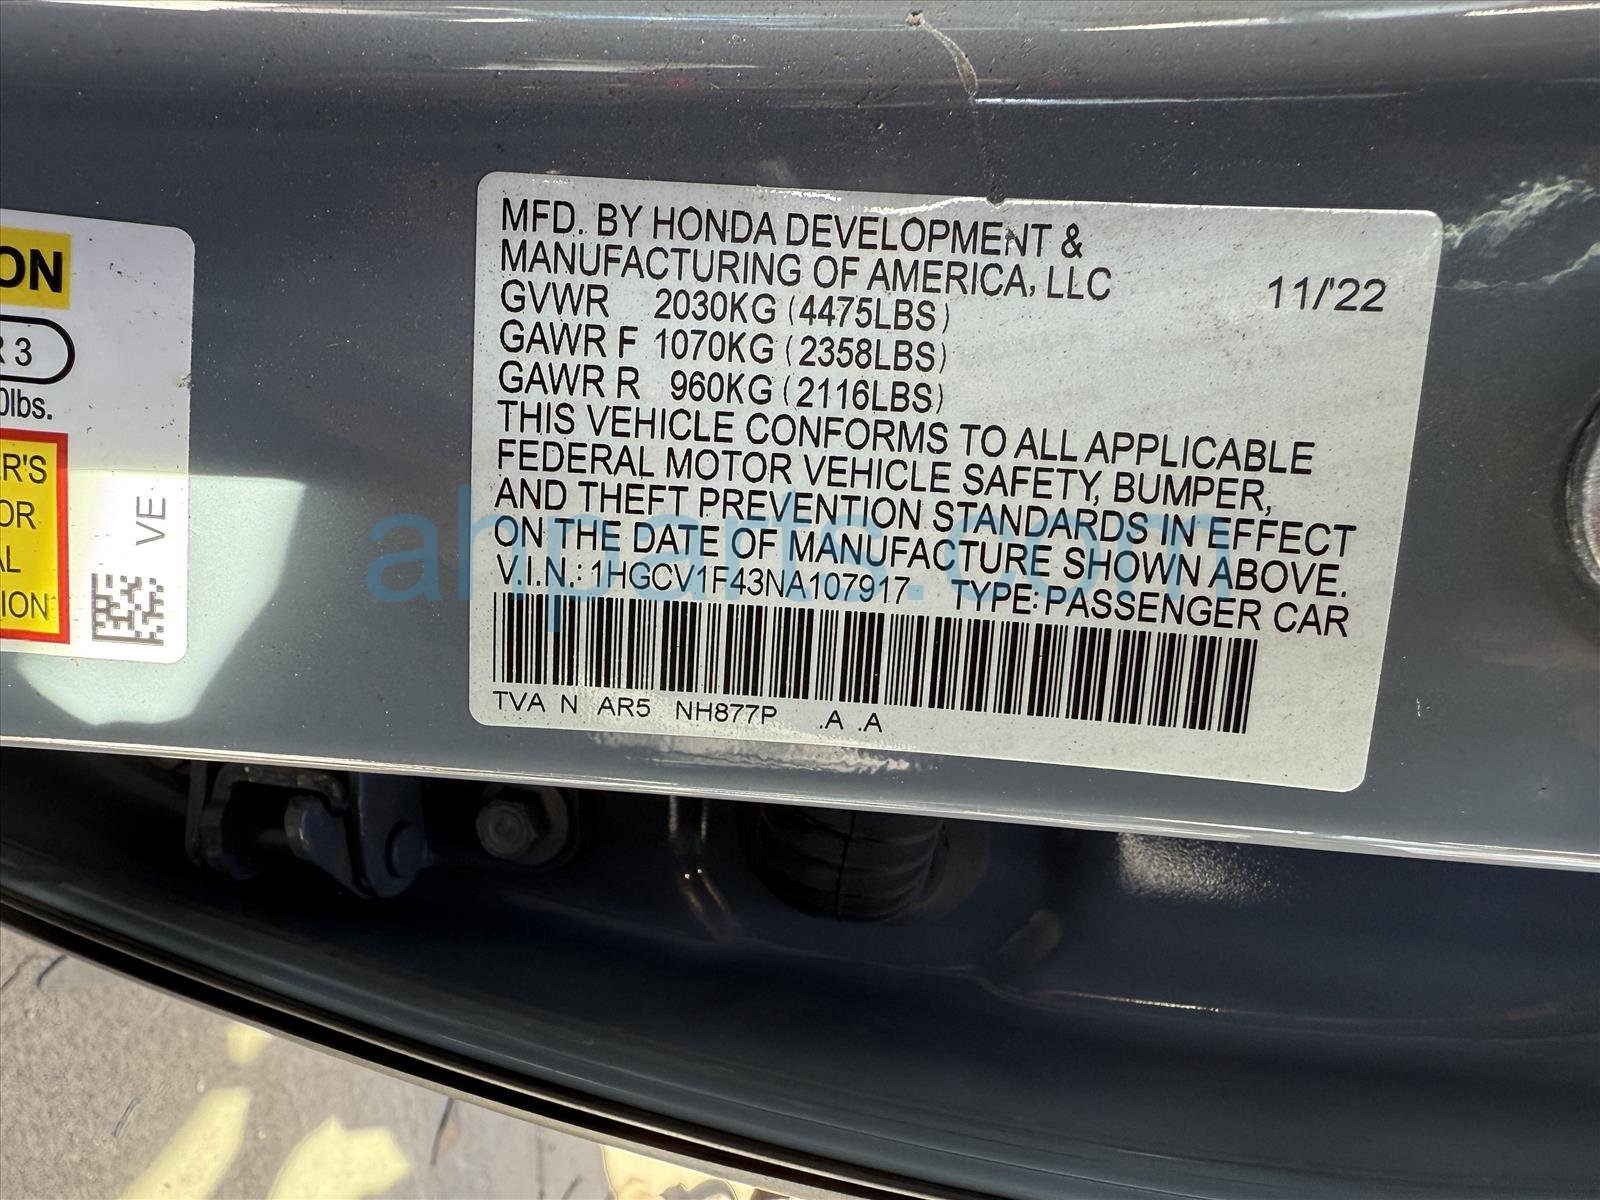 ON
R 3
0lbs.
R'S
OR
L
ION
VE
MFD. BY HONDA DEVELOPMENT &
MANUFACTURING OF AMERICA, LLC 11/'22
GVWR 2030KG (4475LBS)
GAWR F 1070KG (2358LBS)
GAWR R 960KG (2116LBS)
THIS VEHICLE CONFORMS TO ALL APPLICABLE
FEDERAL MOTOR VEHICLE SAFETY, BUMPER,
AND THEFT PREVENTION STANDARDS IN EFFECT
ON THE DATE OF MANUFACTURE SHOWN ABOVE.
V.I.N.: 1HGCV1F43NA107917 TYPE: PASSENGER CAR
TVA N AR5 NH877P .A .A
ahparts.com